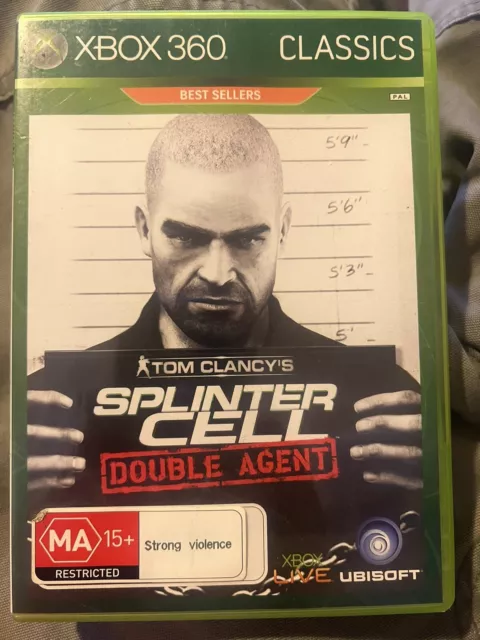 XBOX 360 CLASSICS
BEST SELLERS
PAL
5'9"
5'6"
5'3"
5'
TOM CLANCY'S
SPLINTER
CELL
DOUBLE AGENT
MA 15+
Strong violence
RESTRICTED
XBOX
LIVE
UBISOFT